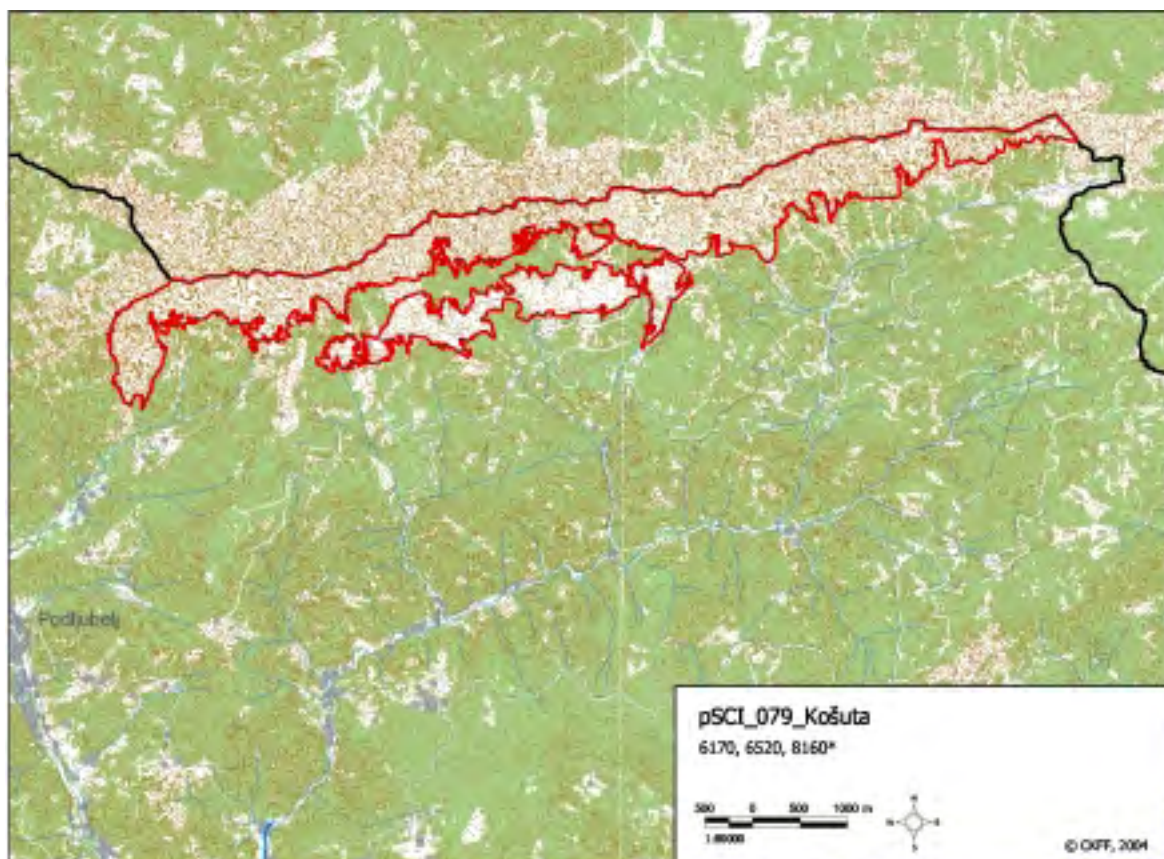 Podljubelj
pSCI_079_Košuta
6170, 6520, 8160*
500 0 500 1000 m
N
S
© CKFF, 2004